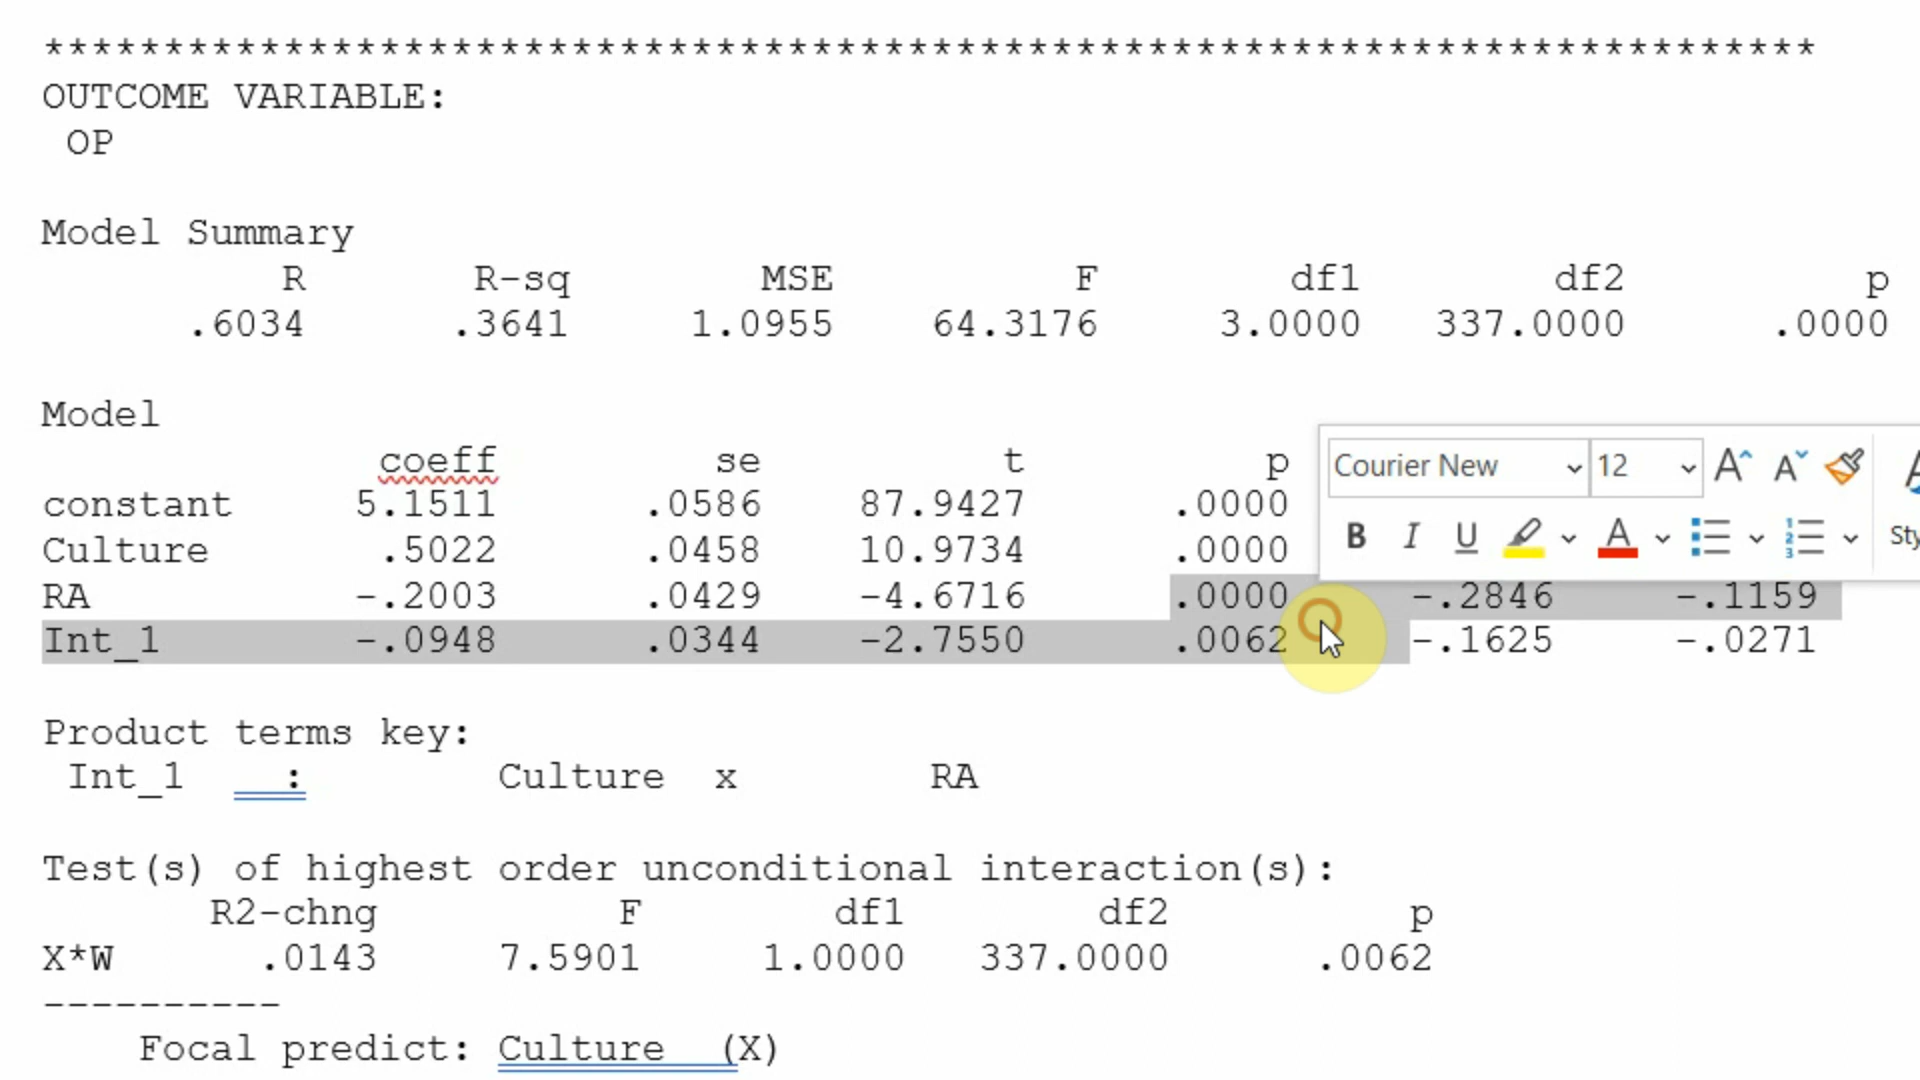 **************************************************************************
OUTCOME VARIABLE:
OP
Model Summary
R R-sq MSE F df1 df2 p
.6034 .3641 1.0955 64.3176 3.0000 337.0000 .0000
Model
coeff se t p
constant 5.1511 .0586 87.9427 .0000
Culture .5022 .0458 10.9734 .0000
RA -.2003 .0429 -4.6716 .0000 -.2846 -.1159
Int_1 -.0948 .0344 -2.7550 .0062 -.1625 -.0271
Courier New 12
B I U A
Product terms key:
Int_1 : Culture x RA
Test(s) of highest order unconditional interaction(s):
R2-chng F df1 df2 p
X*W .0143 7.5901 1.0000 337.0000 .0062
----------
Focal predict: Culture (X)